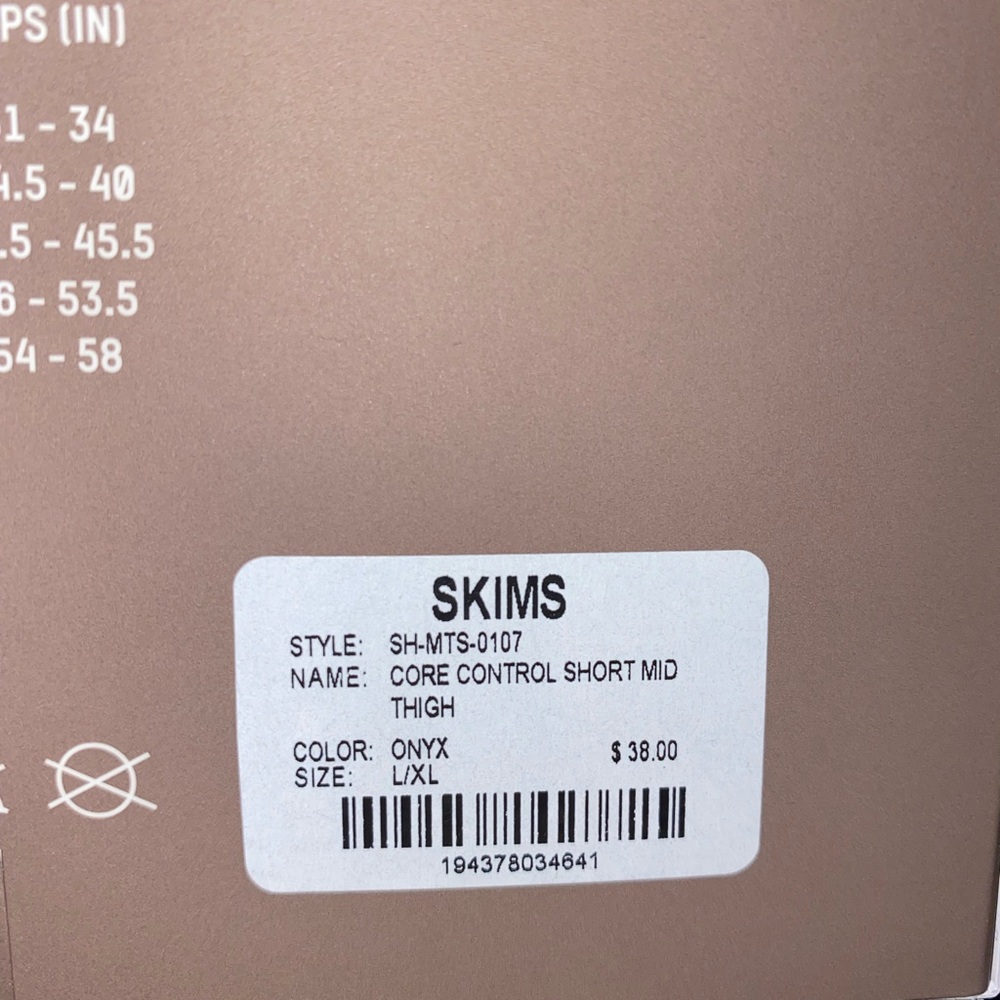 PS (IN)
1 - 34
4.5 - 40
.5 - 45.5
6 - 53.5
54 - 58
SKIMS
STYLE: SH-MTS-0107
NAME: CORE CONTROL SHORT MID
THIGH
COLOR: ONYX $ 38.00
SIZE: L/XL
194378034641